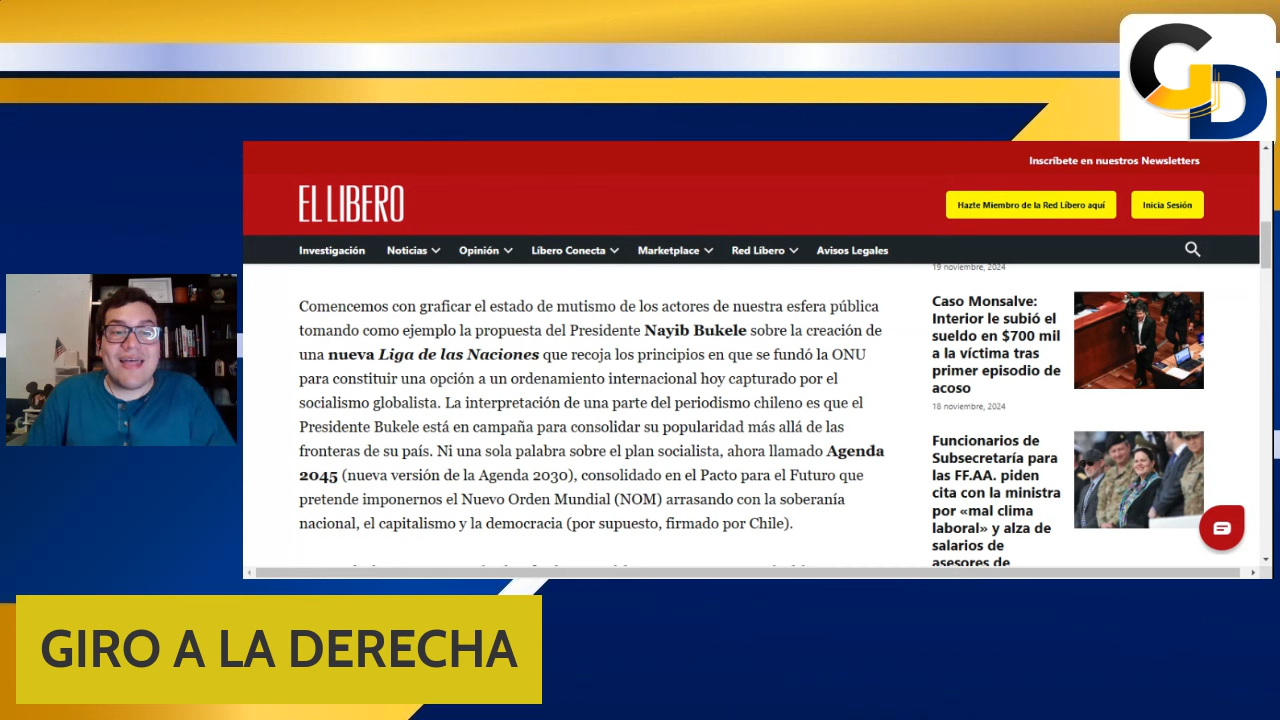 GD
Inscríbete en nuestros Newsletters
EL LIBERO
Hazte Miembro de la Red Líbero aquí
Inicia Sesión
Investigación Noticias Opinión Líbero Conecta Marketplace Red Líbero Avisos Legales
Comencemos con graficar el estado de mutismo de los actores de nuestra esfera pública
tomando como ejemplo la propuesta del Presidente Nayib Bukele sobre la creación de
una nueva Liga de las Naciones que recoja los principios en que se fundó la ONU
para constituir una opción a un ordenamiento internacional hoy capturado por el
socialismo globalista. La interpretación de una parte del periodismo chileno es que el
Presidente Bukele está en campaña para consolidar su popularidad más allá de las
fronteras de su país. Ni una sola palabra sobre el plan socialista, ahora llamado Agenda
2045 (nueva versión de la Agenda 2030), consolidado en el Pacto para el Futuro que
pretende imponernos el Nuevo Orden Mundial (NOM) arrasando con la soberanía
nacional, el capitalismo y la democracia (por supuesto, firmado por Chile).
19 noviembre, 2024
Caso Monsalve:
Interior le subió el
sueldo en $700 mil
a la víctima tras
primer episodio de
acoso
18 noviembre, 2024
Funcionarios de
Subsecretaría para
las FF.AA. piden
cita con la ministra
por «mal clima
laboral» y alza de
salarios de
asesores de
GIRO A LA DERECHA